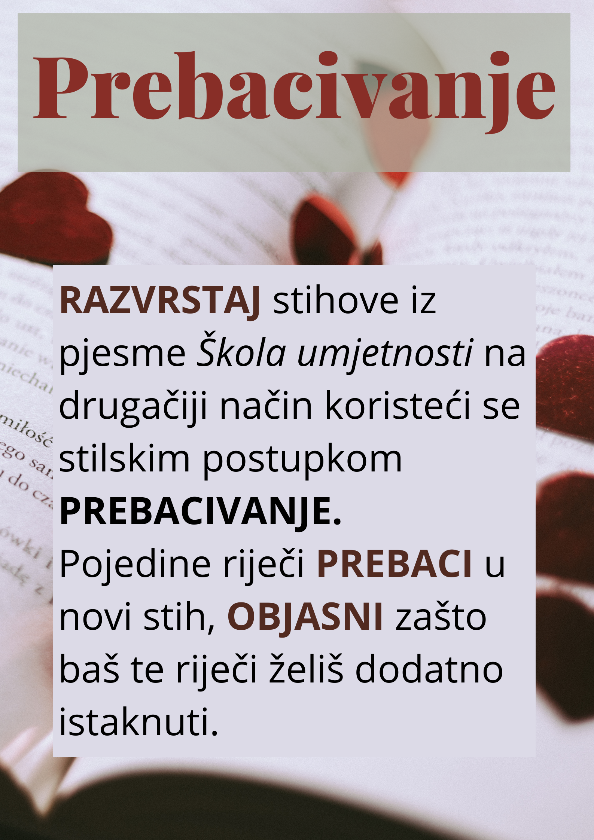 Prebacivanje
RAZVRSTAJ stihove iz
pjesme Škola umjetnosti na
drugačiji način koristeći se
stilskim postupkom
PREBACIVANJE.
Pojedine riječi PREBACI u
novi stih, OBJASNI zašto
baš te riječi želiš dodatno
istaknuti.